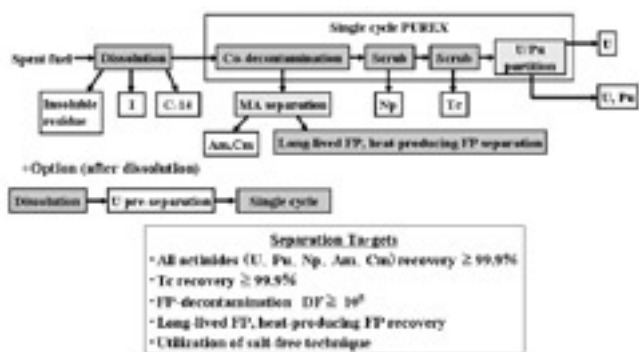 Single cycle PUREX
Spent fuel
Dissolution
Co-decontamination
Scrub
Scrub
U/Pu
partition
U
U, Pu
Insoluble
residue
I
C-14
MA separation
Np
Tc
Am,Cm
Long-lived FP, heat-producing FP separation
+Option (after dissolution)
Dissolution
U pre-separation
Single cycle
Separation Targets
・All actinides (U, Pu, Np, Am, Cm) recovery ≥ 99.9%
・Tc recovery ≥ 99.9%
・FP-decontamination DF ≥
・Long-lived FP, heat-producing FP recovery
・Utilization of salt-free technique